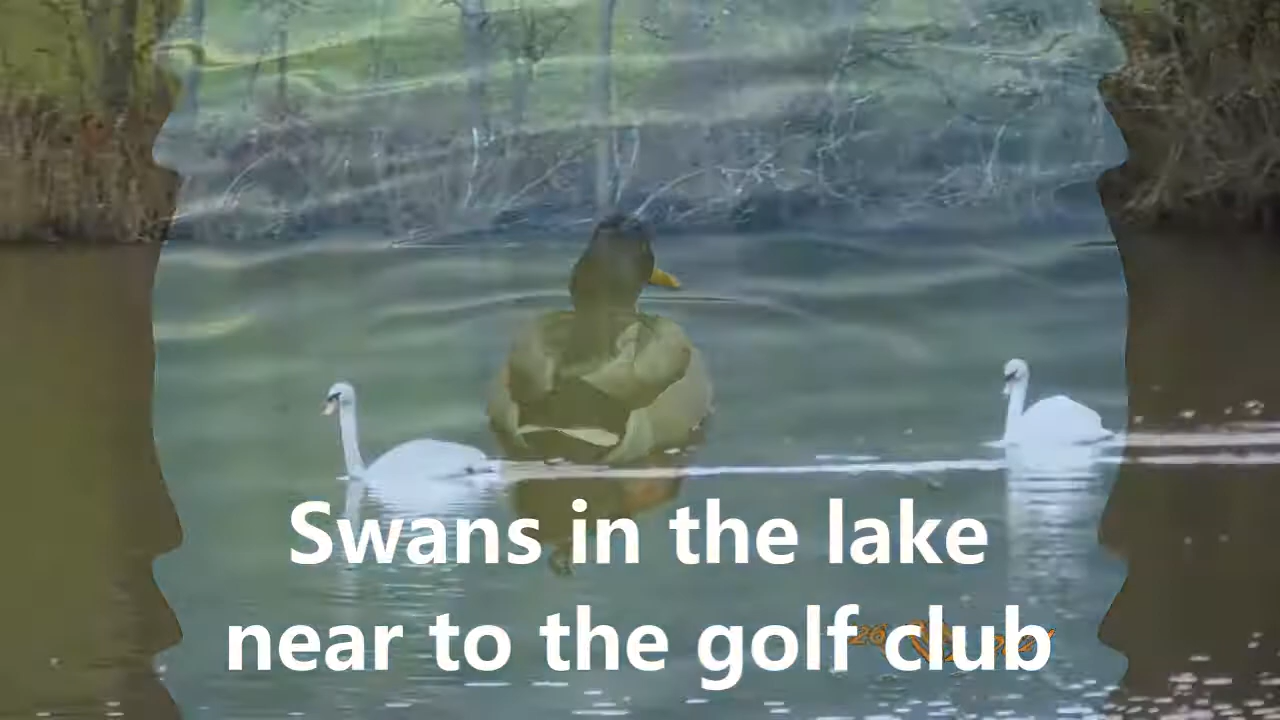 Swans in the lake
near to the golf club